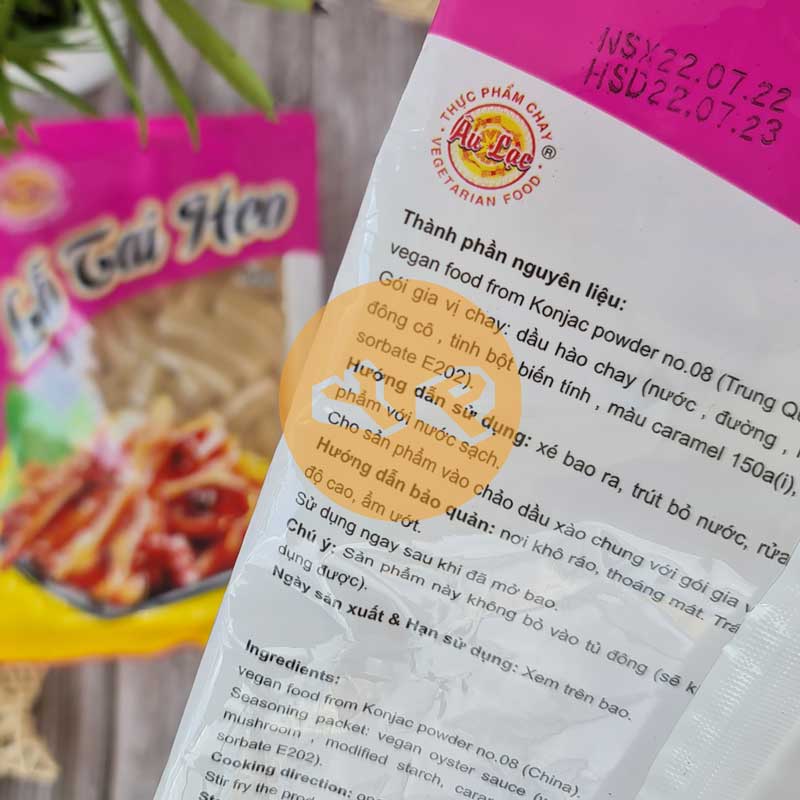 NSX22.07.22
HSD22.07.23
THỰC PHẨM CHAY
Âu Lạc ®
VEGETARIAN FOOD
Tai Heo
Thành phần nguyên liệu:
vegan food from Konjac powder no.08 (Trung Qu
Gói gia vị chay: dầu hào chay (nước , đường ,
đông cô , tinh bột biến tính , màu caramel 150a(i),
sorbate E202).
Hướng dẫn sử dụng: xé bao ra, trút bỏ nước, rửa
phẩm với nước sạch.
Cho sản phẩm vào chảo dầu xào chung với gói gia v
Hướng dẫn bảo quản: nơi khô ráo, thoáng mát. Trá
độ cao, ẩm ướt.
Sử dụng ngay sau khi đã mở bao.
Chú ý: Sản phẩm này không bỏ vào tủ đông (sẽ k
dụng được).
Ngày sản xuất & Hạn sử dụng: Xem trên bao.
Ingredients:
vegan food from Konjac powder no.08 (China).
Seasoning packet: vegan oyster sauce (w
mushroom , modified starch, cara
sorbate E202).
Cooking direction: op
Stir fry the prod